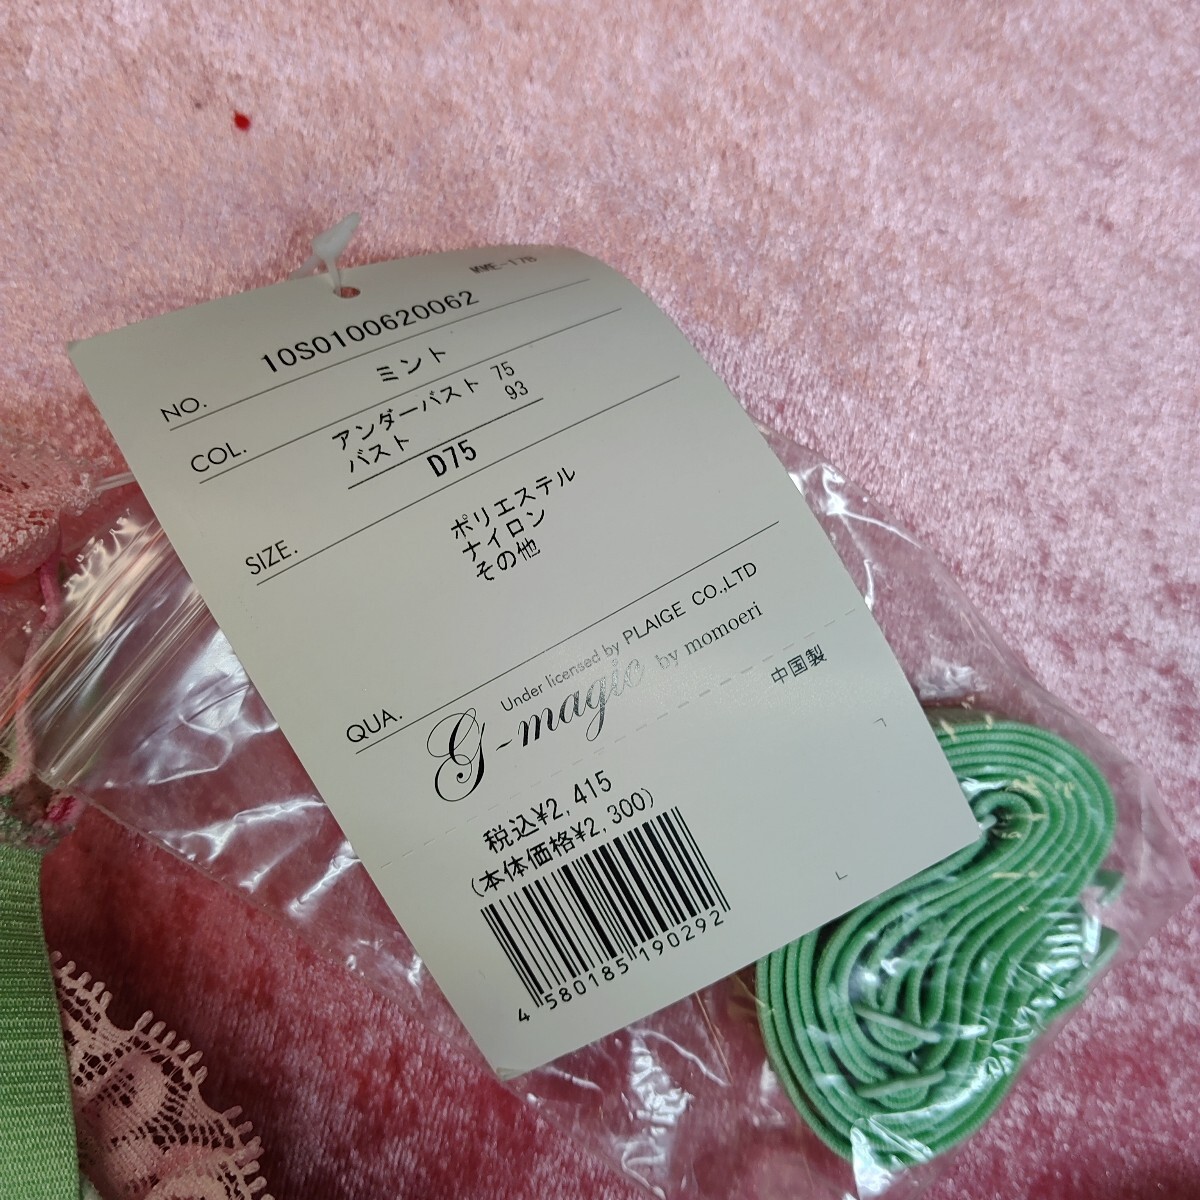 MWE-17B
NO. 10S0100620062
COL. ミント
アンダーバスト 75
バスト 93
SIZE. D75
ポリエステル
ナイロン
その他
QUA.
Under licensed by PLAIGE CO.,LTD
G-magic by momoeri
中国製
税込¥2,415
(本体価格¥2,300)
4 580185 190292